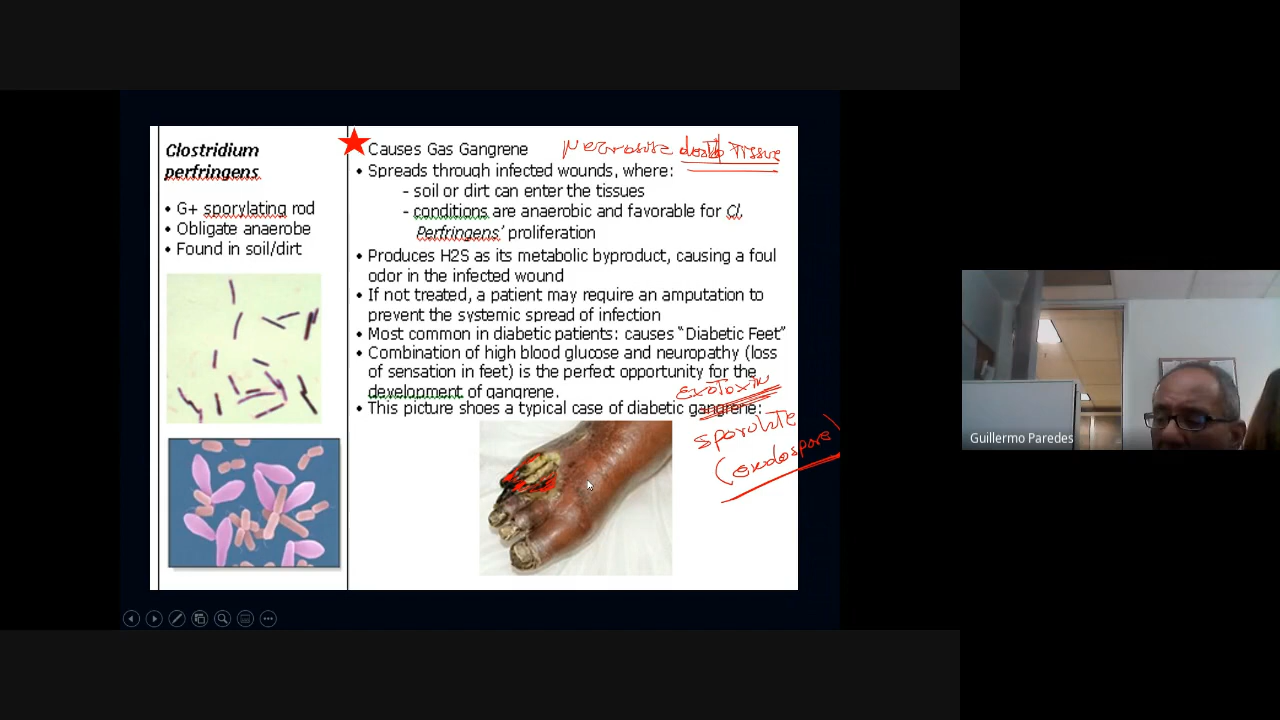 Clostridium
perfringens
• G+ sporylating rod
• Obligate anaerobe
• Found in soil/dirt
Causes Gas Gangrene
Necrosise death Tissue
• Spreads through infected wounds, where:
- soil or dirt can enter the tissues
- conditions are anaerobic and favorable for Cl.
Perfringens’ proliferation
• Produces H2S as its metabolic byproduct, causing a foul
odor in the infected wound
• If not treated, a patient may require an amputation to
prevent the systemic spread of infection
• Most common in diabetic patients: causes “Diabetic Feet”
• Combination of high blood glucose and neuropathy (loss
of sensation in feet) is the perfect opportunity for the
development of gangrene.
• This picture shoes a typical case of diabetic gangrene:
Exotoxin
sporulate
(endospore)
Guillermo Paredes